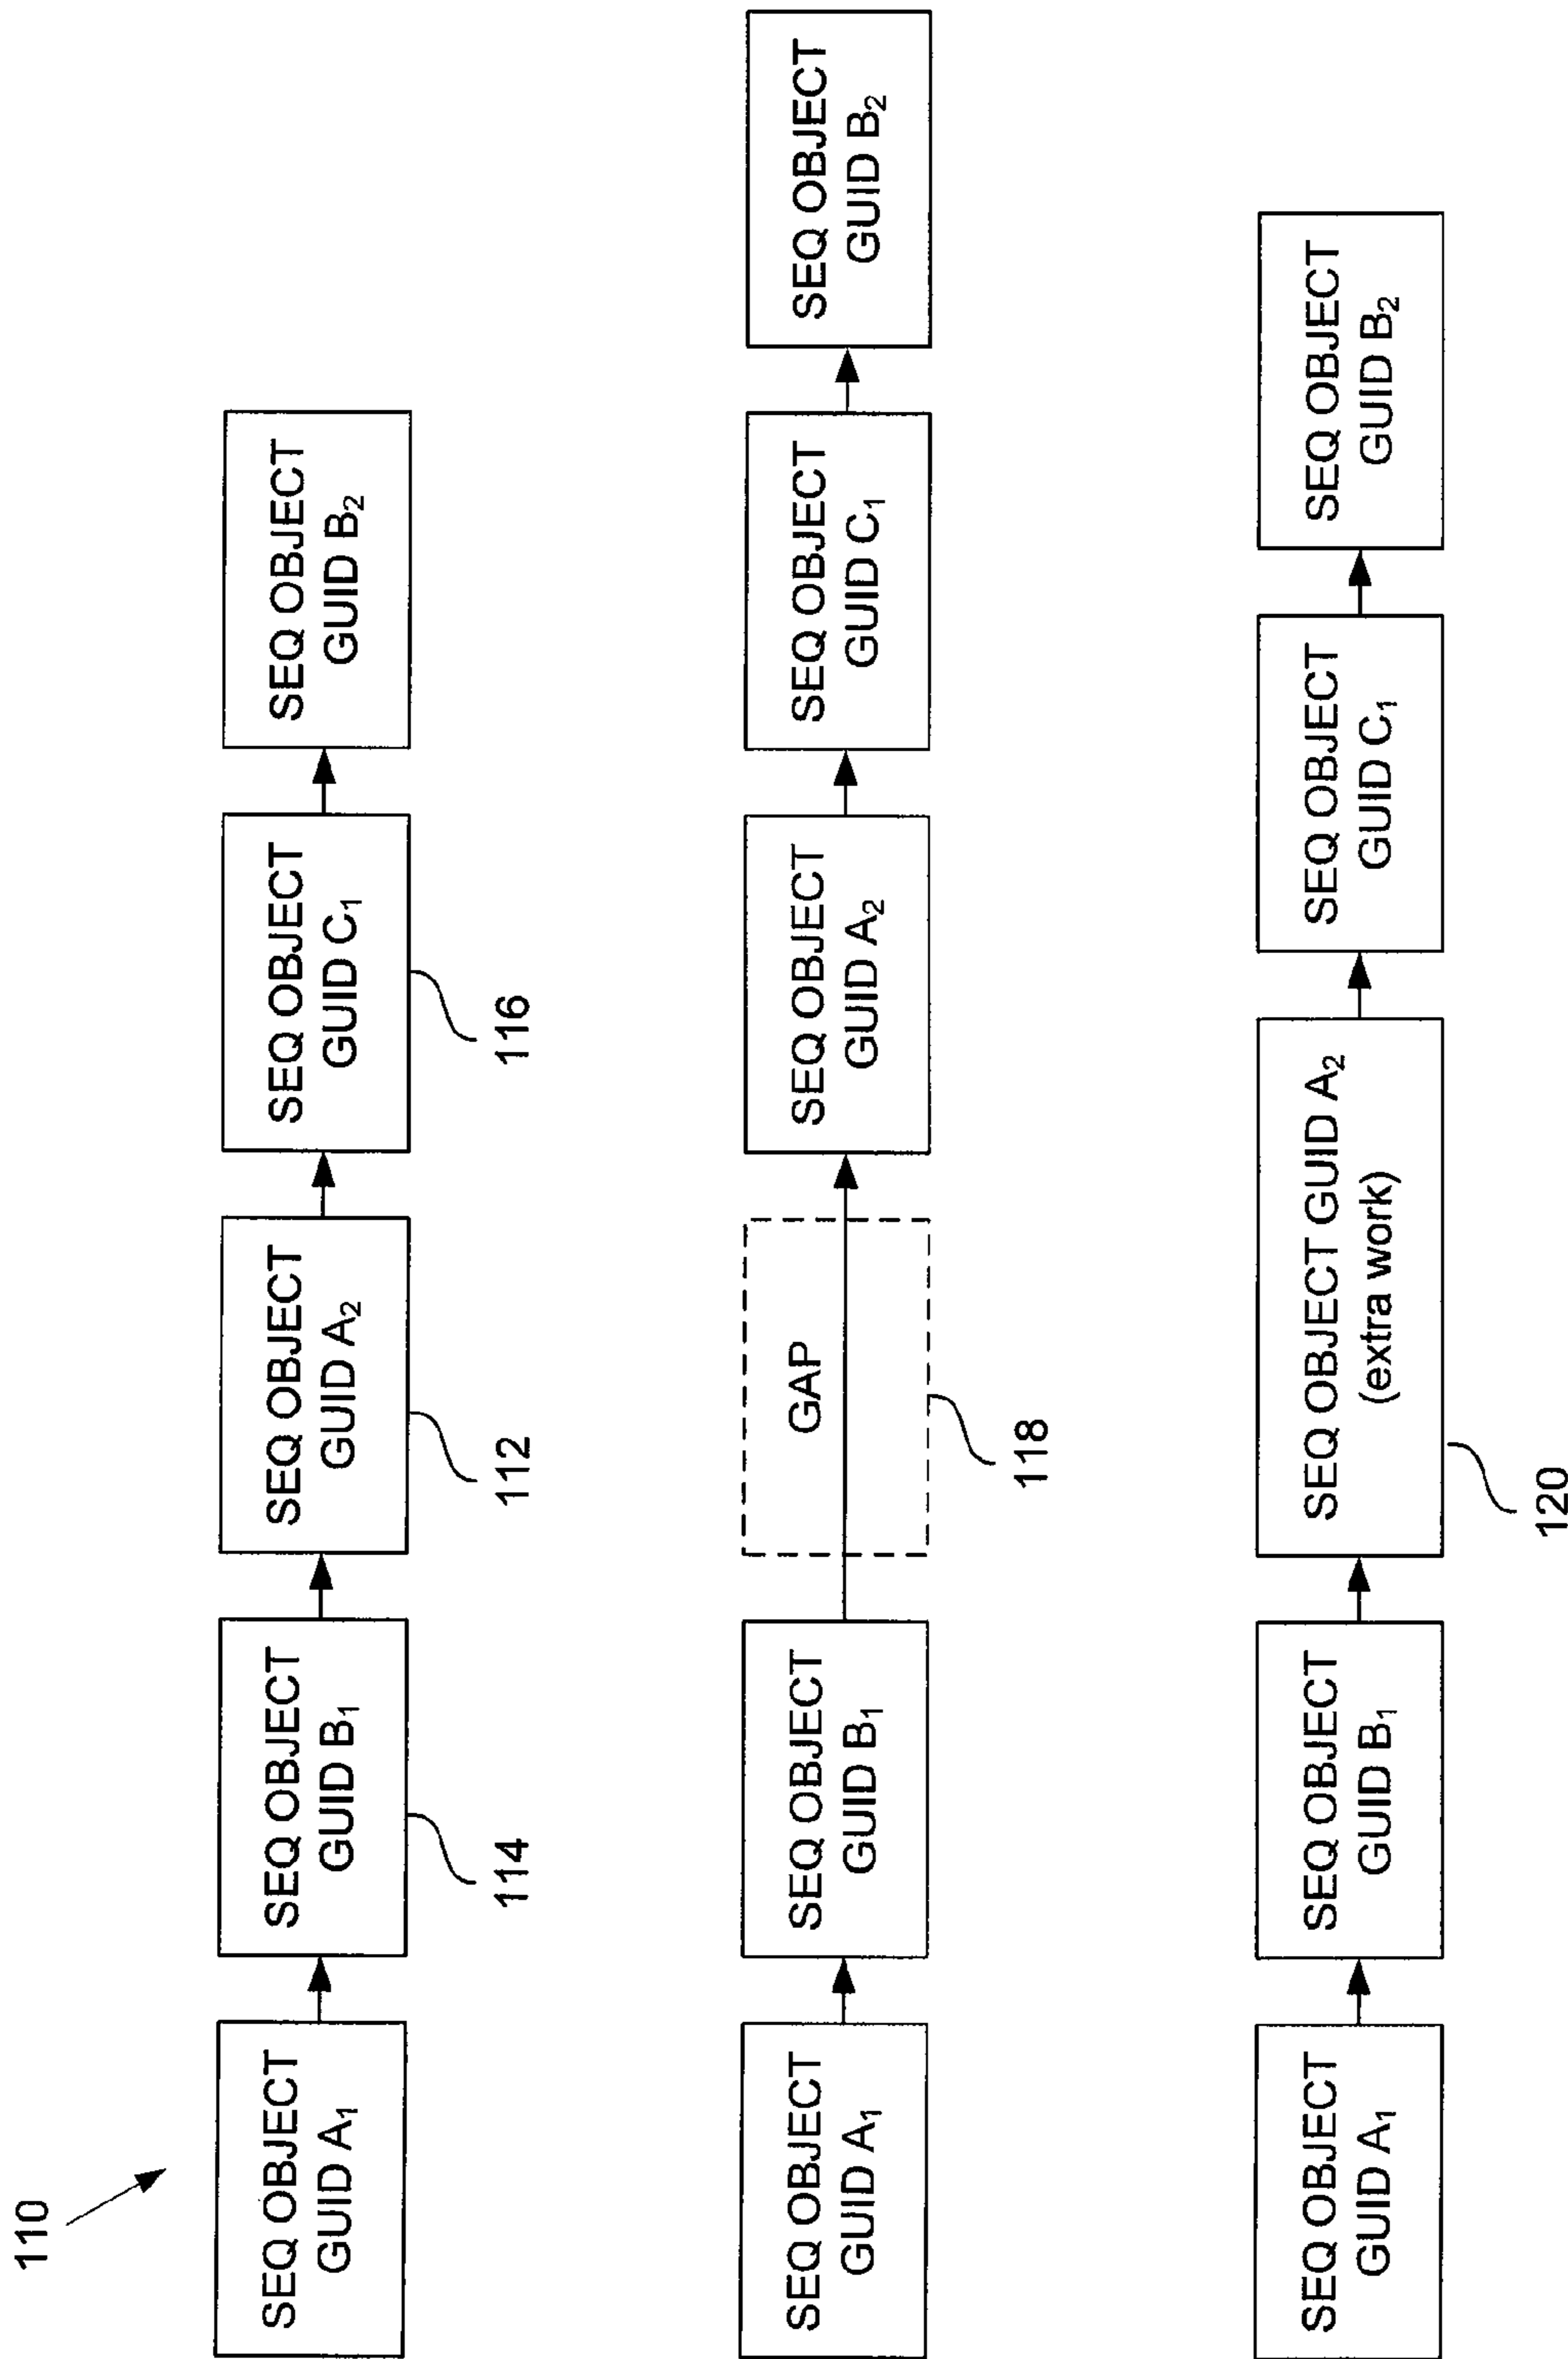 110
SEQ OBJECT
GUID A₁
SEQ OBJECT
GUID B₁
114
SEQ OBJECT
GUID A₂
112
SEQ OBJECT
GUID C₁
116
SEQ OBJECT
GUID B₂
SEQ OBJECT
GUID A₁
SEQ OBJECT
GUID B₁
GAP
118
SEQ OBJECT
GUID A₂
SEQ OBJECT
GUID C₁
SEQ OBJECT
GUID B₂
SEQ OBJECT
GUID A₁
SEQ OBJECT
GUID B₁
SEQ OBJECT GUID A₂
(extra work)
120
SEQ OBJECT
GUID C₁
SEQ OBJECT
GUID B₂